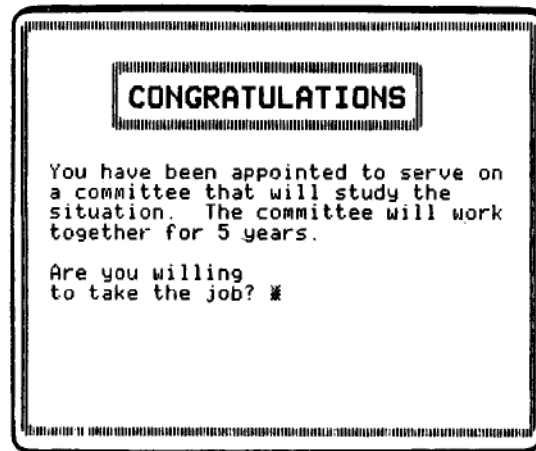 CONGRATULATIONS
You have been appointed to serve on
a committee that will study the
situation.  The committee will work
together for 5 years.
Are you willing
to take the job?